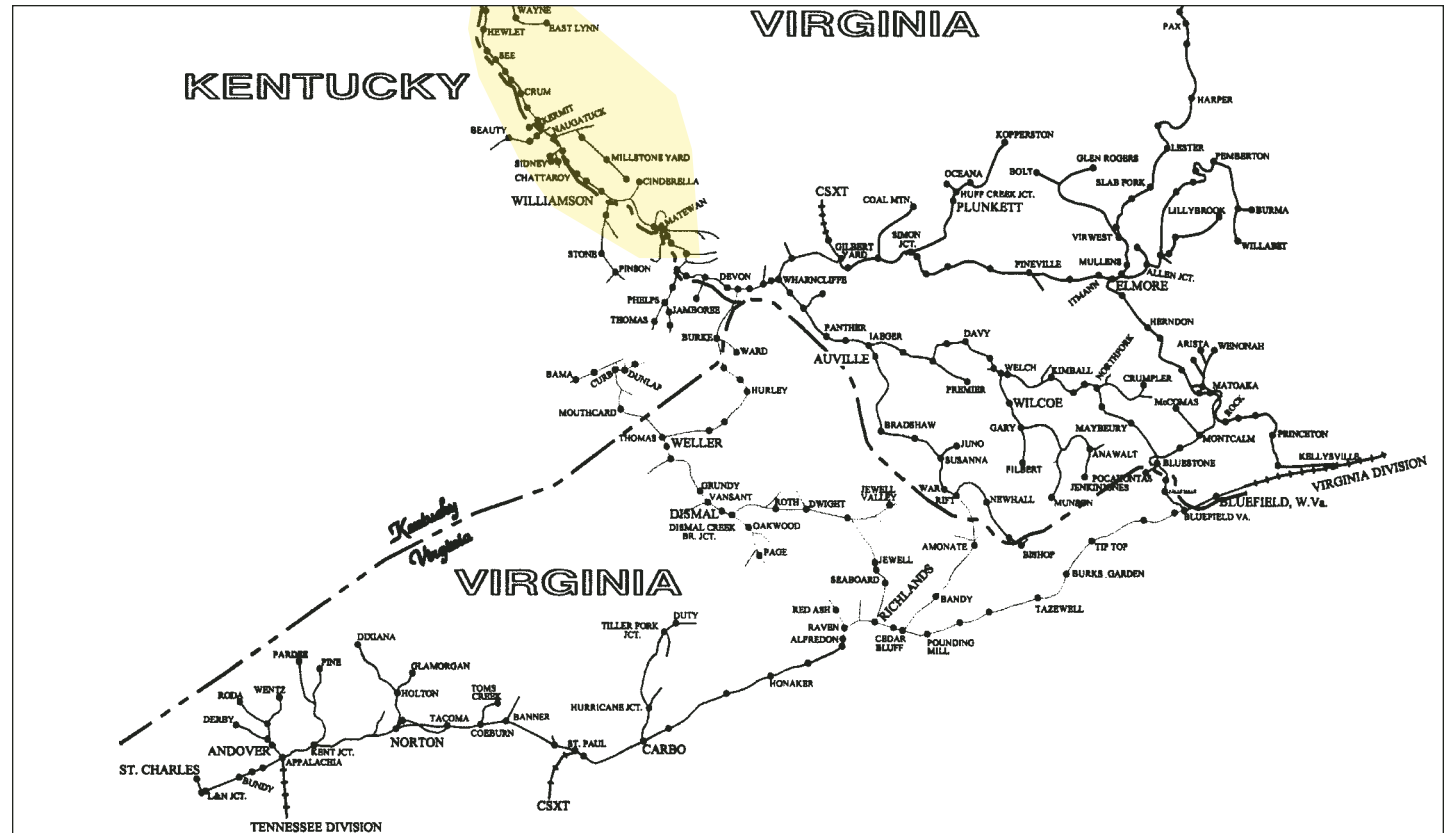 WAYNE
VIRGINIA
EAST LYNN
PAX
HEWLET
BEE
KENTUCKY
CRUM
HARPER
KERMIT
NAUGATUCK
BEAUTY
KOPPERSTON
LESTER
PEMBERTON
SIDNEY
MILLSTONE YARD
GLEN ROGERS
BOLT
CHATTAROY
CINDERELLA
OCEANA
SLAB FORK
CSXT
HUFF CREEK JCT.
WILLIAMSON
COAL MTN
PLUNKETT
MATEWAN
LILLYBROOK
BURMA
SIMON
JCT.
VIRWEST
GILBERT
YARD
WILLABET
STONE
PINSON
PINEVILLE
MULLENS
ALLEN JCT.
DEVON
WHARNCLIFFE
ITMANN
ELMORE
PHELPS
JAMBOREE
THOMAS
HERNDON
PANTHER
IAEGER
DAVY
BURKE
WARD
AUVILLE
ARISTA
WENONAH
NORTHFORK
WELCH
KIMBALL
BAMA
CURB
DUNLAP
PREMIER
CRUMPLER
MATOAKA
HURLEY
WILCOE
McCOMAS
ROCK
MOUTHCARD
BRADSHAW
GARY
MAYBEURY
THOMAS
WELLER
JUNO
MONTCALM
PRINCETON
ANAWALT
SUSANNA
FILBERT
BLUESTONE
KELLYSVILLE
POCAHONTAS
VIRGINIA DIVISION
JENKINJONES
GRUNDY
WAR
JEWELL
VALLEY
VANSANT
RIFT
NEWHALL
MUNSON
BLUEFIELD, W.Va.
DISMAL
ROTH
DWIGHT
BLUEFIELD VA.
DISMAL CREEK
BR. JCT.
OAKWOOD
Kentucky
Virginia
AMONATE
BISHOP
TIP TOP
PAGE
JEWELL
VIRGINIA
SEABOARD
RICHLANDS
BURKS GARDEN
BANDY
RED ASH
TAZEWELL
DUTY
TILLER FORK
JCT.
RAVEN
ALFREDON
CEDAR
BLUFF
POUNDING
MILL
DIXIANA
PARDEE
PINE
GLAMORGAN
HONAKER
RODA
WENTZ
HOLTON
TOMS
CREEK
HURRICANE JCT.
DERBY
TACOMA
BANNER
COEBURN
NORTON
ANDOVER
KENT JCT.
ST. PAUL
CARBO
APPALACHIA
ST. CHARLES
BUNDY
L&N JCT.
CSXT
TENNESSEE DIVISION